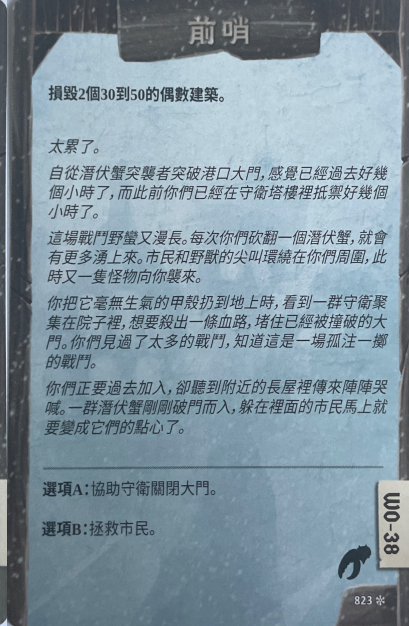 前哨
損毀2個30到50的偶數建築。
太累了。
自從潛伏蟹突襲者突破港口大門，感覺已經過去好幾
個小時了，而此前你們已經在守衛塔樓裡抵禦好幾個
小時了。
這場戰鬥野蠻又漫長。每次你們砍翻一個潛伏蟹，就會
有更多湧上來。市民和野獸的尖叫環繞在你們周圍，此
時又一隻怪物向你襲來。
你把它毫無生氣的甲殼扔到地上時，看到一群守衛聚
集在院子裡，想要殺出一條血路，堵住已經被撞破的大
門。你們見過了太多的戰鬥，知道這是一場孤注一擲
的戰鬥。
你們正要過去加入，卻聽到附近的長屋裡傳來陣陣哭
喊。一群潛伏蟹剛剛破門而入，躲在裡面的市民馬上就
要變成它們的點心了。
選項A：協助守衛關閉大門。
選項B：拯救市民。
WO-38
823